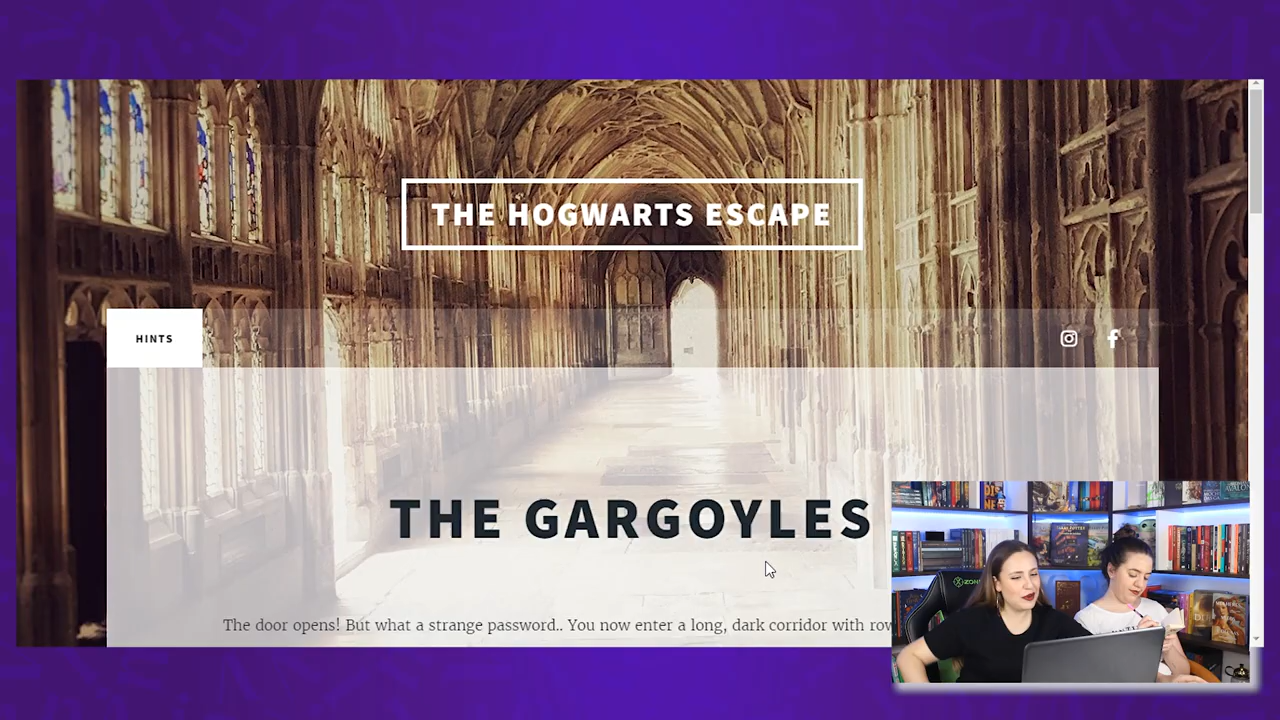 THE HOGWARTS ESCAPE
HINTS
THE GARGOYLES
The door opens! But what a strange password.. You now enter a long, dark corridor with